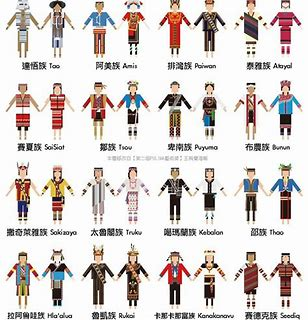 達悟族 Tao 阿美族 Amis 排灣族 Paiwan 泰雅族 Atayal
賽夏族 SaiSiat 鄒族 Tsou 卑南族 Puyuma 布農族 Bunun
撒奇萊雅族 Sakizaya 太魯閣族 Truku 噶瑪蘭族 Kebalan 邵族 Thao
拉阿魯哇族 Hla'alua 魯凱族 Rukai 卡那卡那富族 Kanakanavu 賽德克族 Seediq